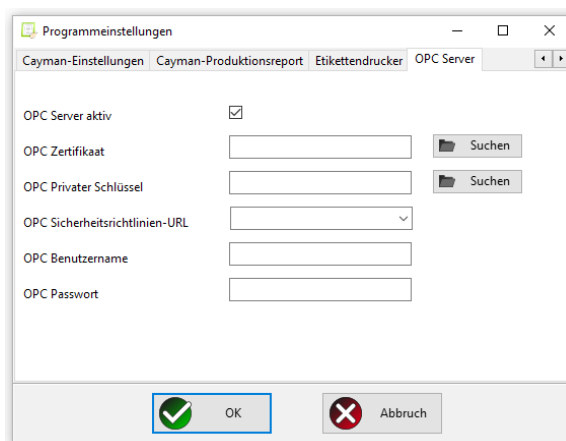 Programmeinstellungen
Cayman-Einstellungen Cayman-Produktionsreport Etikettendrucker OPC Server
OPC Server aktiv
OPC Zertifikaat Suchen
OPC Privater Schlüssel Suchen
OPC Sicherheitsrichtlinien-URL
OPC Benutzername
OPC Passwort
OK Abbruch